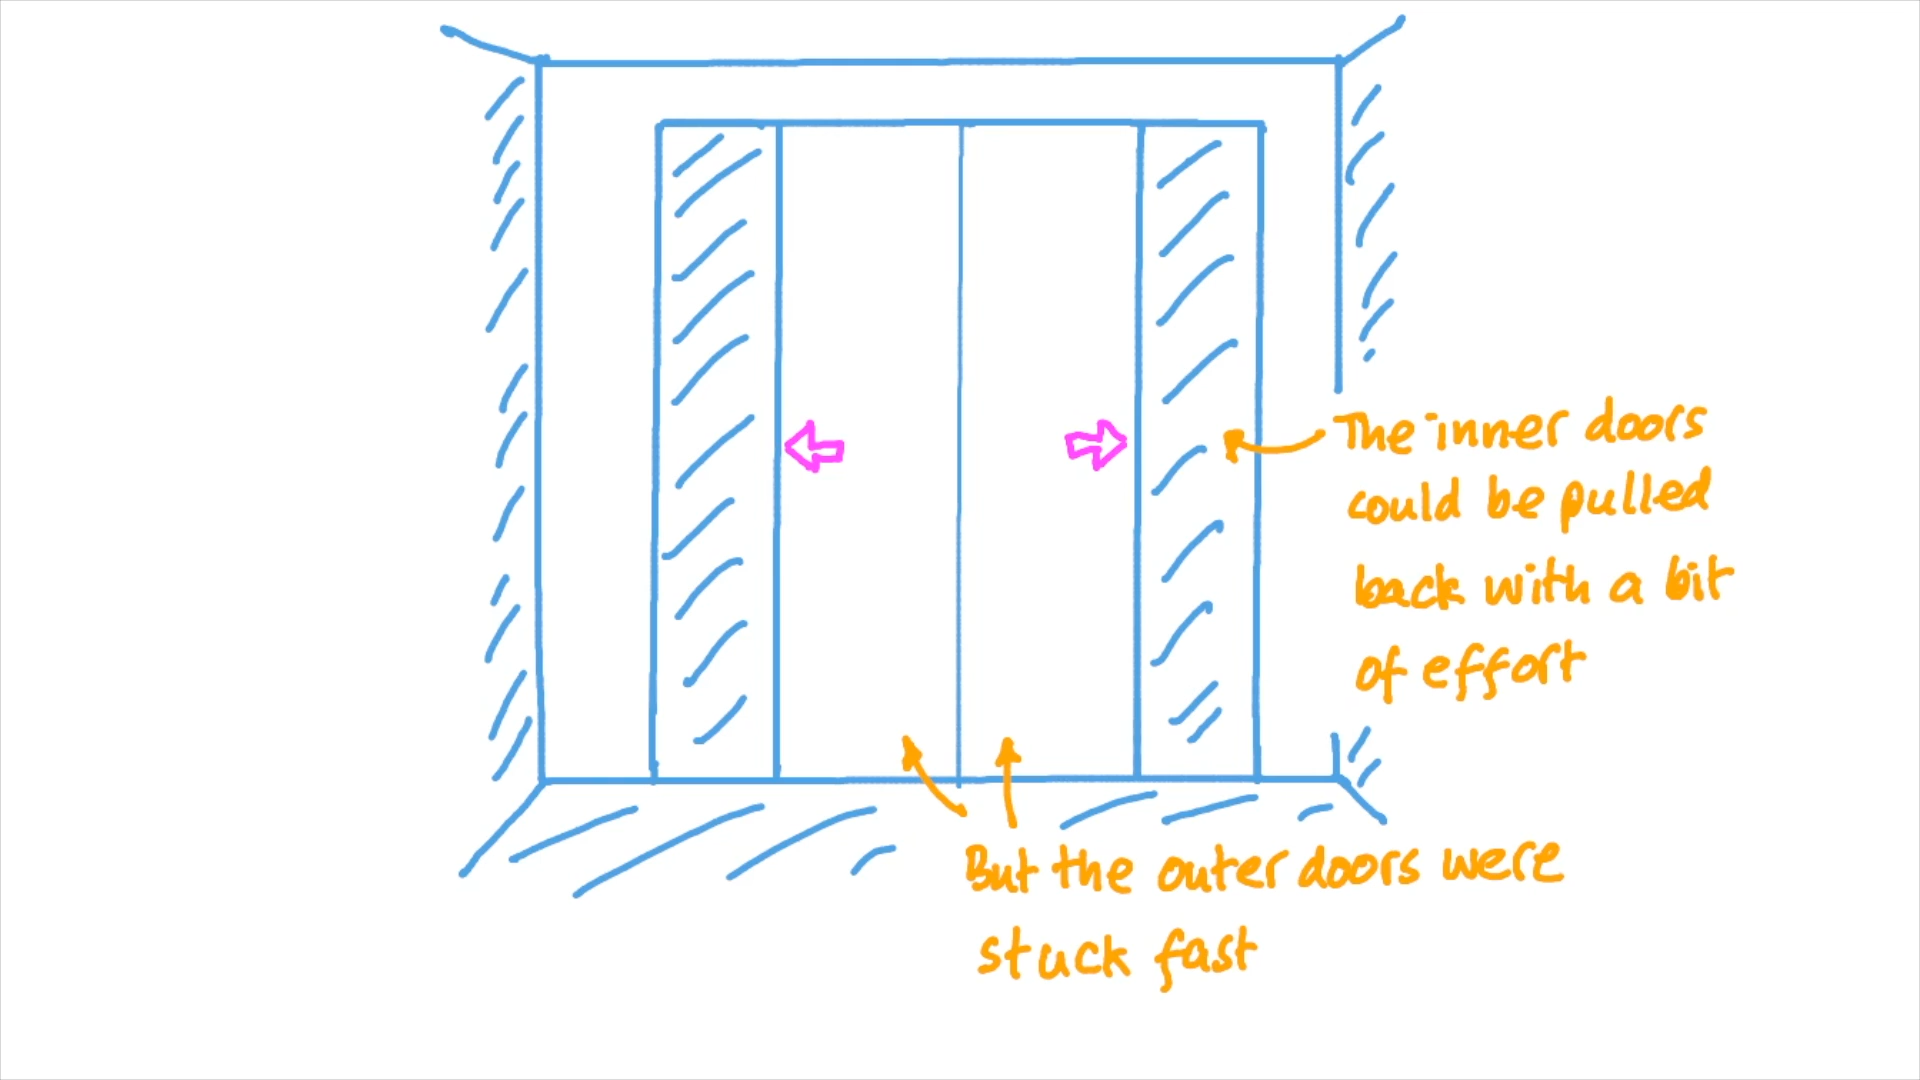 The inner doors
could be pulled
back with a bit
of effort
But the outer doors were
stuck fast